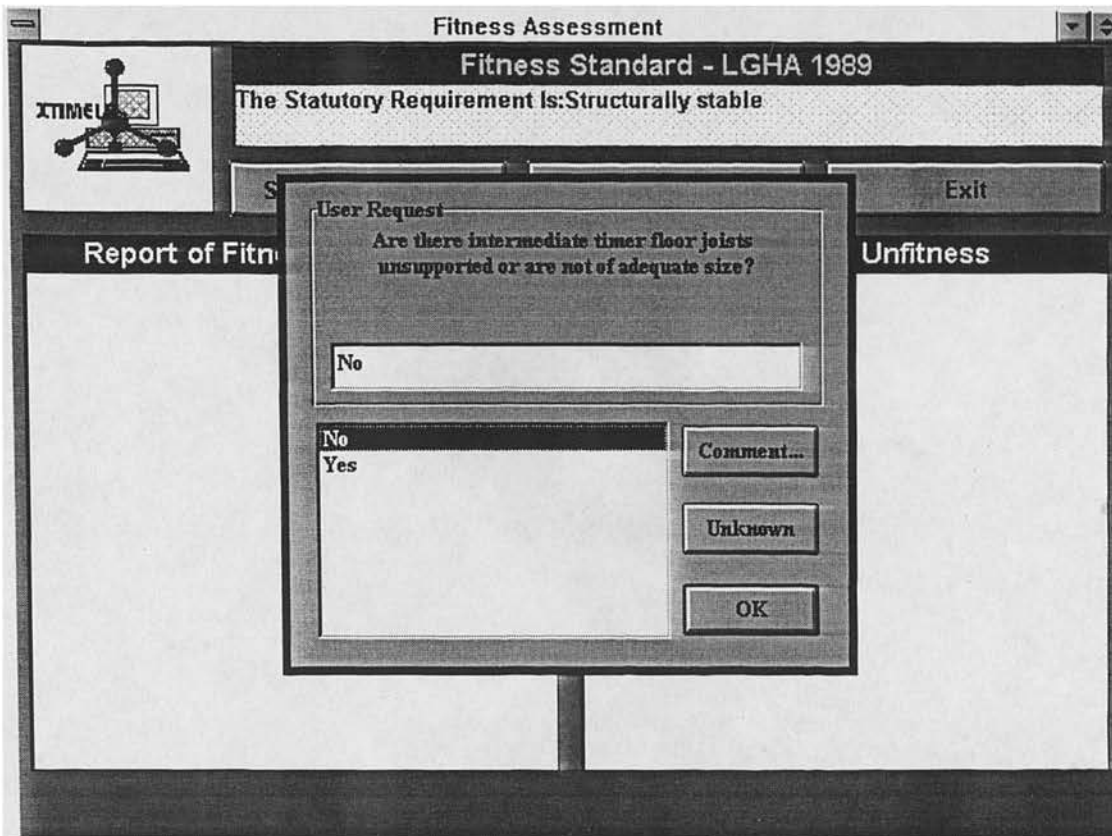 Fitness Assessment
Fitness Standard - LGHA 1989
The Statutory Requirement Is:Structurally stable
Exit
User Request
Are there intermediate timer floor joists
unsupported or are not of adequate size?
Report of Fitn
Unfitness
No
No
Yes
Comment...
Unknown
OK